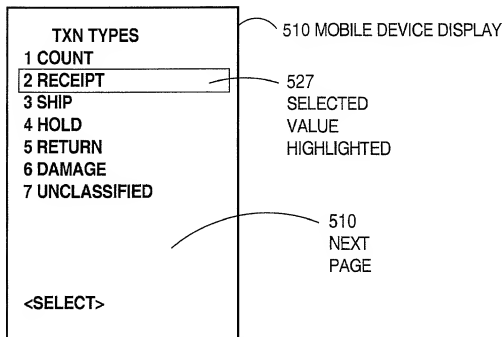 TXN TYPES
1 COUNT
2 RECEIPT
3 SHIP
4 HOLD
5 RETURN
6 DAMAGE
7 UNCLASSIFIED
<SELECT>
510 MOBILE DEVICE DISPLAY
527
SELECTED
VALUE
HIGHLIGHTED
510
NEXT
PAGE